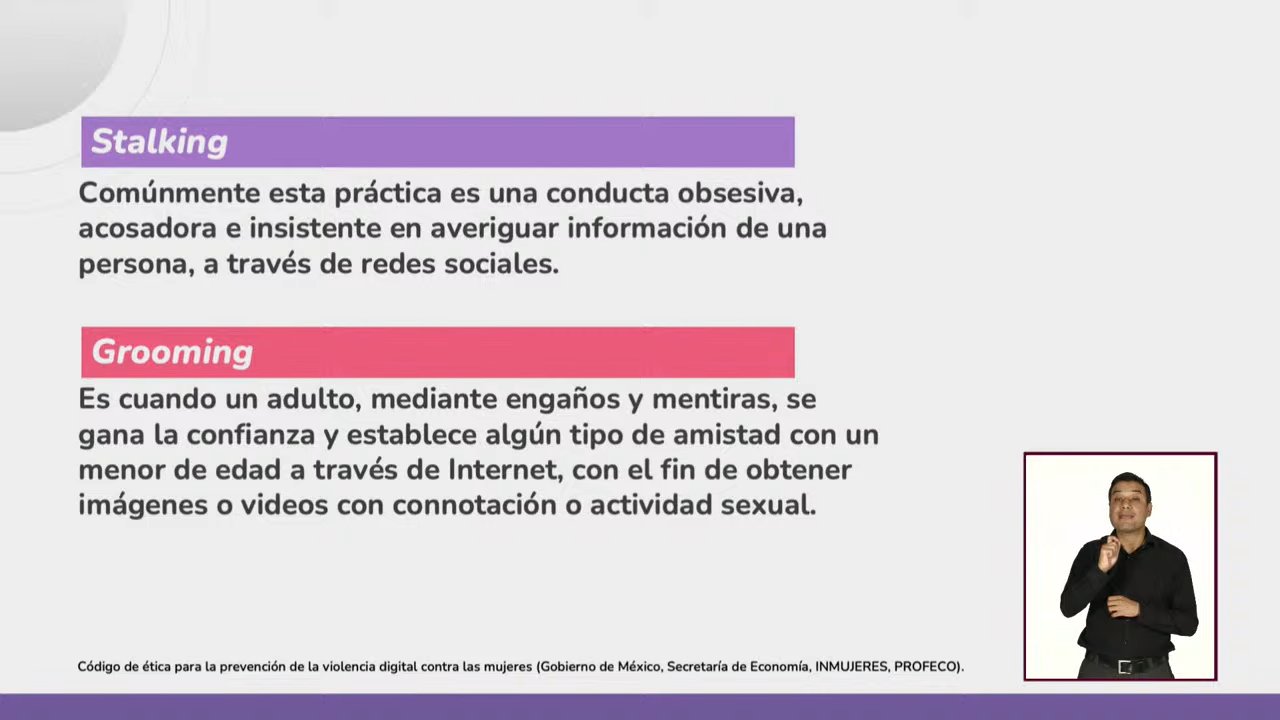 Stalking
Comúnmente esta práctica es una conducta obsesiva,
acosadora e insistente en averiguar información de una
persona, a través de redes sociales.
Grooming
Es cuando un adulto, mediante engaños y mentiras, se
gana la confianza y establece algún tipo de amistad con un
menor de edad a través de Internet, con el fin de obtener
imágenes o videos con connotación o actividad sexual.
Código de ética para la prevención de la violencia digital contra las mujeres (Gobierno de México, Secretaría de Economía, INMUJERES, PROFECO).